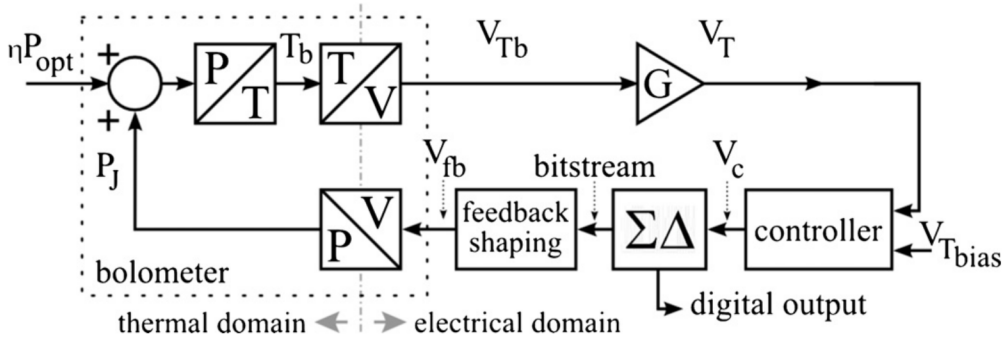 ηP_opt
+
+
P
T
T_b
T
V
V_Tb
G
V_T
P_J
V
P
V_fb
feedback
shaping
bitstream
ΣΔ
V_c
controller
V_Tbias
digital output
bolometer
thermal domain
electrical domain